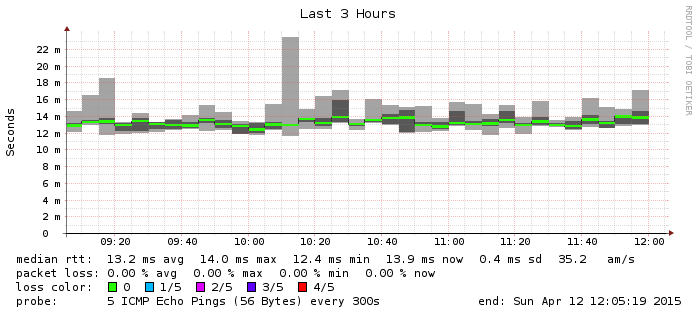 Last 3 Hours
RRDTOOL / TOBI OETIKER
Seconds
22 m
20 m
18 m
16 m
14 m
12 m
10 m
8 m
6 m
4 m
2 m
0
09:20 09:40 10:00 10:20 10:40 11:00 11:20 11:40 12:00
median rtt: 13.2 ms avg 14.0 ms max 12.4 ms min 13.9 ms now 0.4 ms sd 35.2 am/s
packet loss: 0.00 % avg 0.00 % max 0.00 % min 0.00 % now
loss color: 0 1/5 2/5 3/5 4/5
probe: 5 ICMP Echo Pings (56 Bytes) every 300s end: Sun Apr 12 12:05:19 2015